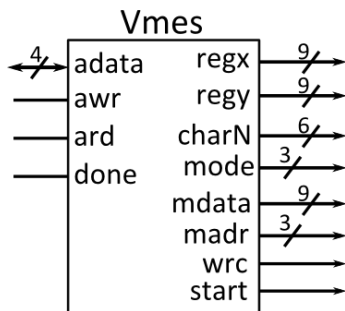 Vmes
4 adata regx 9
awr regy 9
ard charN 6
done mode 3
mdata 9
madr 3
wrc
start